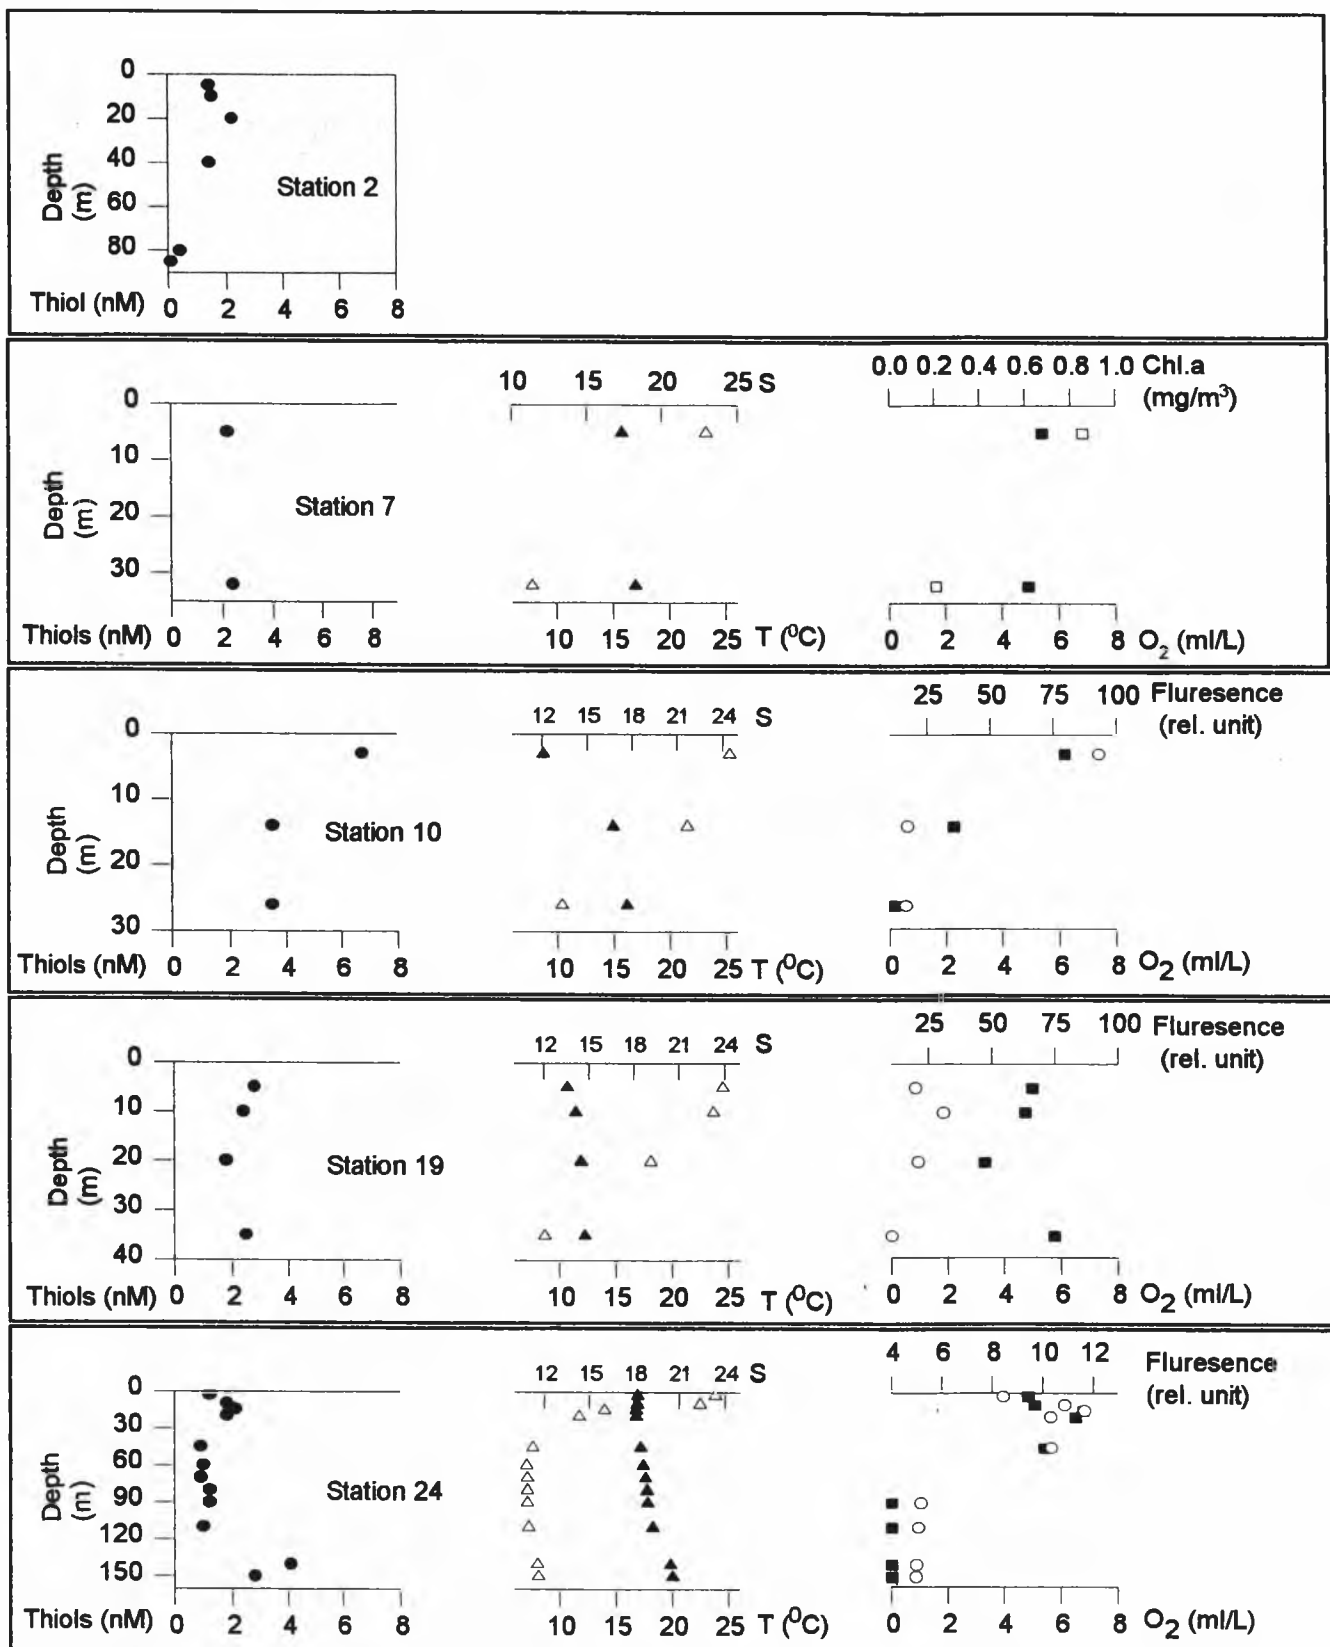 0
20
40
60
80
Depth
(m)
Station 2
Thiol (nM) 0 2 4 6 8
10 15 20 25 S
0.0 0.2 0.4 0.6 0.8 1.0 Chl.a
(mg/m³)
0
10
20
30
Depth
(m)
Station 7
Thiols (nM) 0 2 4 6 8
10 15 20 25 T (⁰C)
0 2 4 6 8 O₂ (ml/L)
12 15 18 21 24 S
25 50 75 100 Fluresence
(rel. unit)
0
10
20
30
Depth
(m)
Station 10
Thiols (nM) 0 2 4 6 8
10 15 20 25 T (⁰C)
0 2 4 6 8 O₂ (ml/L)
12 15 18 21 24 S
25 50 75 100 Fluresence
(rel. unit)
0
10
20
30
40
Depth
(m)
Station 19
Thiols (nM) 0 2 4 6 8
10 15 20 25 T (⁰C)
0 2 4 6 8 O₂ (ml/L)
12 15 18 21 24 S
4 6 8 10 12 Fluresence
(rel. unit)
0
30
60
90
120
150
Depth
(m)
Station 24
Thiols (nM) 0 2 4 6 8
10 15 20 25 T (⁰C)
0 2 4 6 8 O₂ (ml/L)